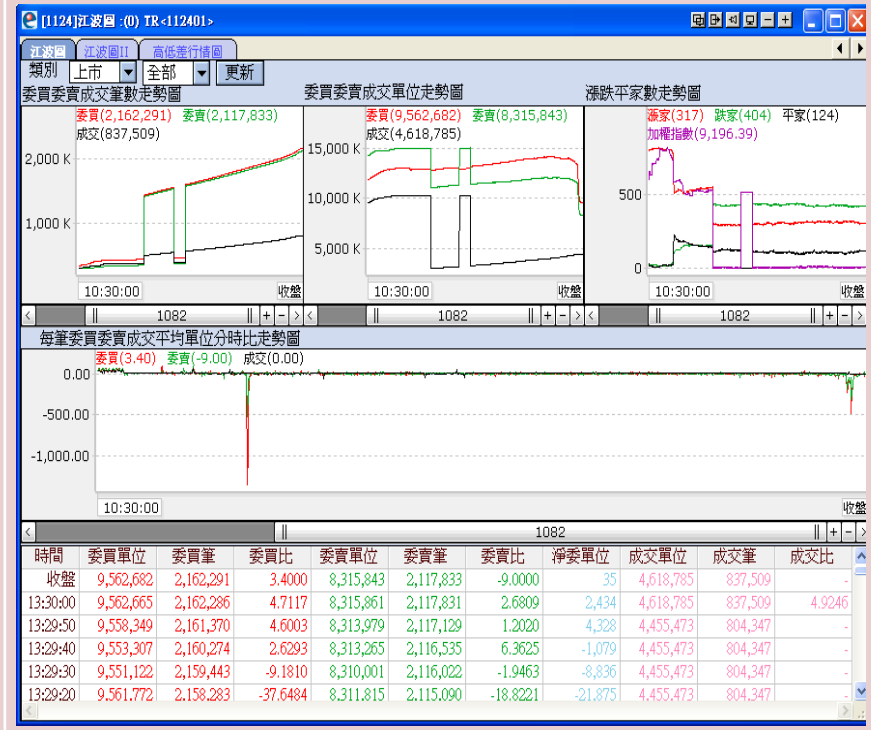 [1124]江波圖 :(0) TR<112401>
江波圖 江波圖II 高低差行情圖
類別 上市 全部 更新
委買委賣成交筆數走勢圖 委買委賣成交單位走勢圖 漲跌平家數走勢圖
委買(2,162,291) 委賣(2,117,833) 委買(9,562,682) 委賣(8,315,843) 漲家(317) 跌家(404) 平家(124)
成交(837,509) 成交(4,618,785) 加權指數(9,196.39)
15,000 K
2,000 K
10,000 K 500
1,000 K
5,000 K
0
10:30:00 收盤 10:30:00 收盤 10:30:00 收盤
1082 + - 1082 + - 1082 + -
每筆委買委賣成交平均單位分時比走勢圖
委買(3.40) 委賣(-9.00) 成交(0.00)
0.00
-500.00
-1,000.00
10:30:00 收盤
1082 + -
時間 委買單位 委買筆 委買比 委賣單位 委賣筆 委賣比 淨委單位 成交單位 成交筆 成交比
收盤 9,562,682 2,162,291 3.4000 8,315,843 2,117,833 -9.0000 35 4,618,785 837,509 -
13:30:00 9,562,665 2,162,286 4.7117 8,315,861 2,117,831 2.6809 2,434 4,618,785 837,509 4.9246
13:29:50 9,558,349 2,161,370 4.6003 8,313,979 2,117,129 1.2020 4,328 4,455,473 804,347 -
13:29:40 9,553,307 2,160,274 2.6293 8,313,265 2,116,535 6.3625 -1,079 4,455,473 804,347 -
13:29:30 9,551,122 2,159,443 -9.1810 8,310,001 2,116,022 -1.9463 -8,836 4,455,473 804,347 -
13:29:20 9,561,772 2,158,283 -37.6484 8,311,815 2,115,090 -18.8221 -21,875 4,455,473 804,347 -